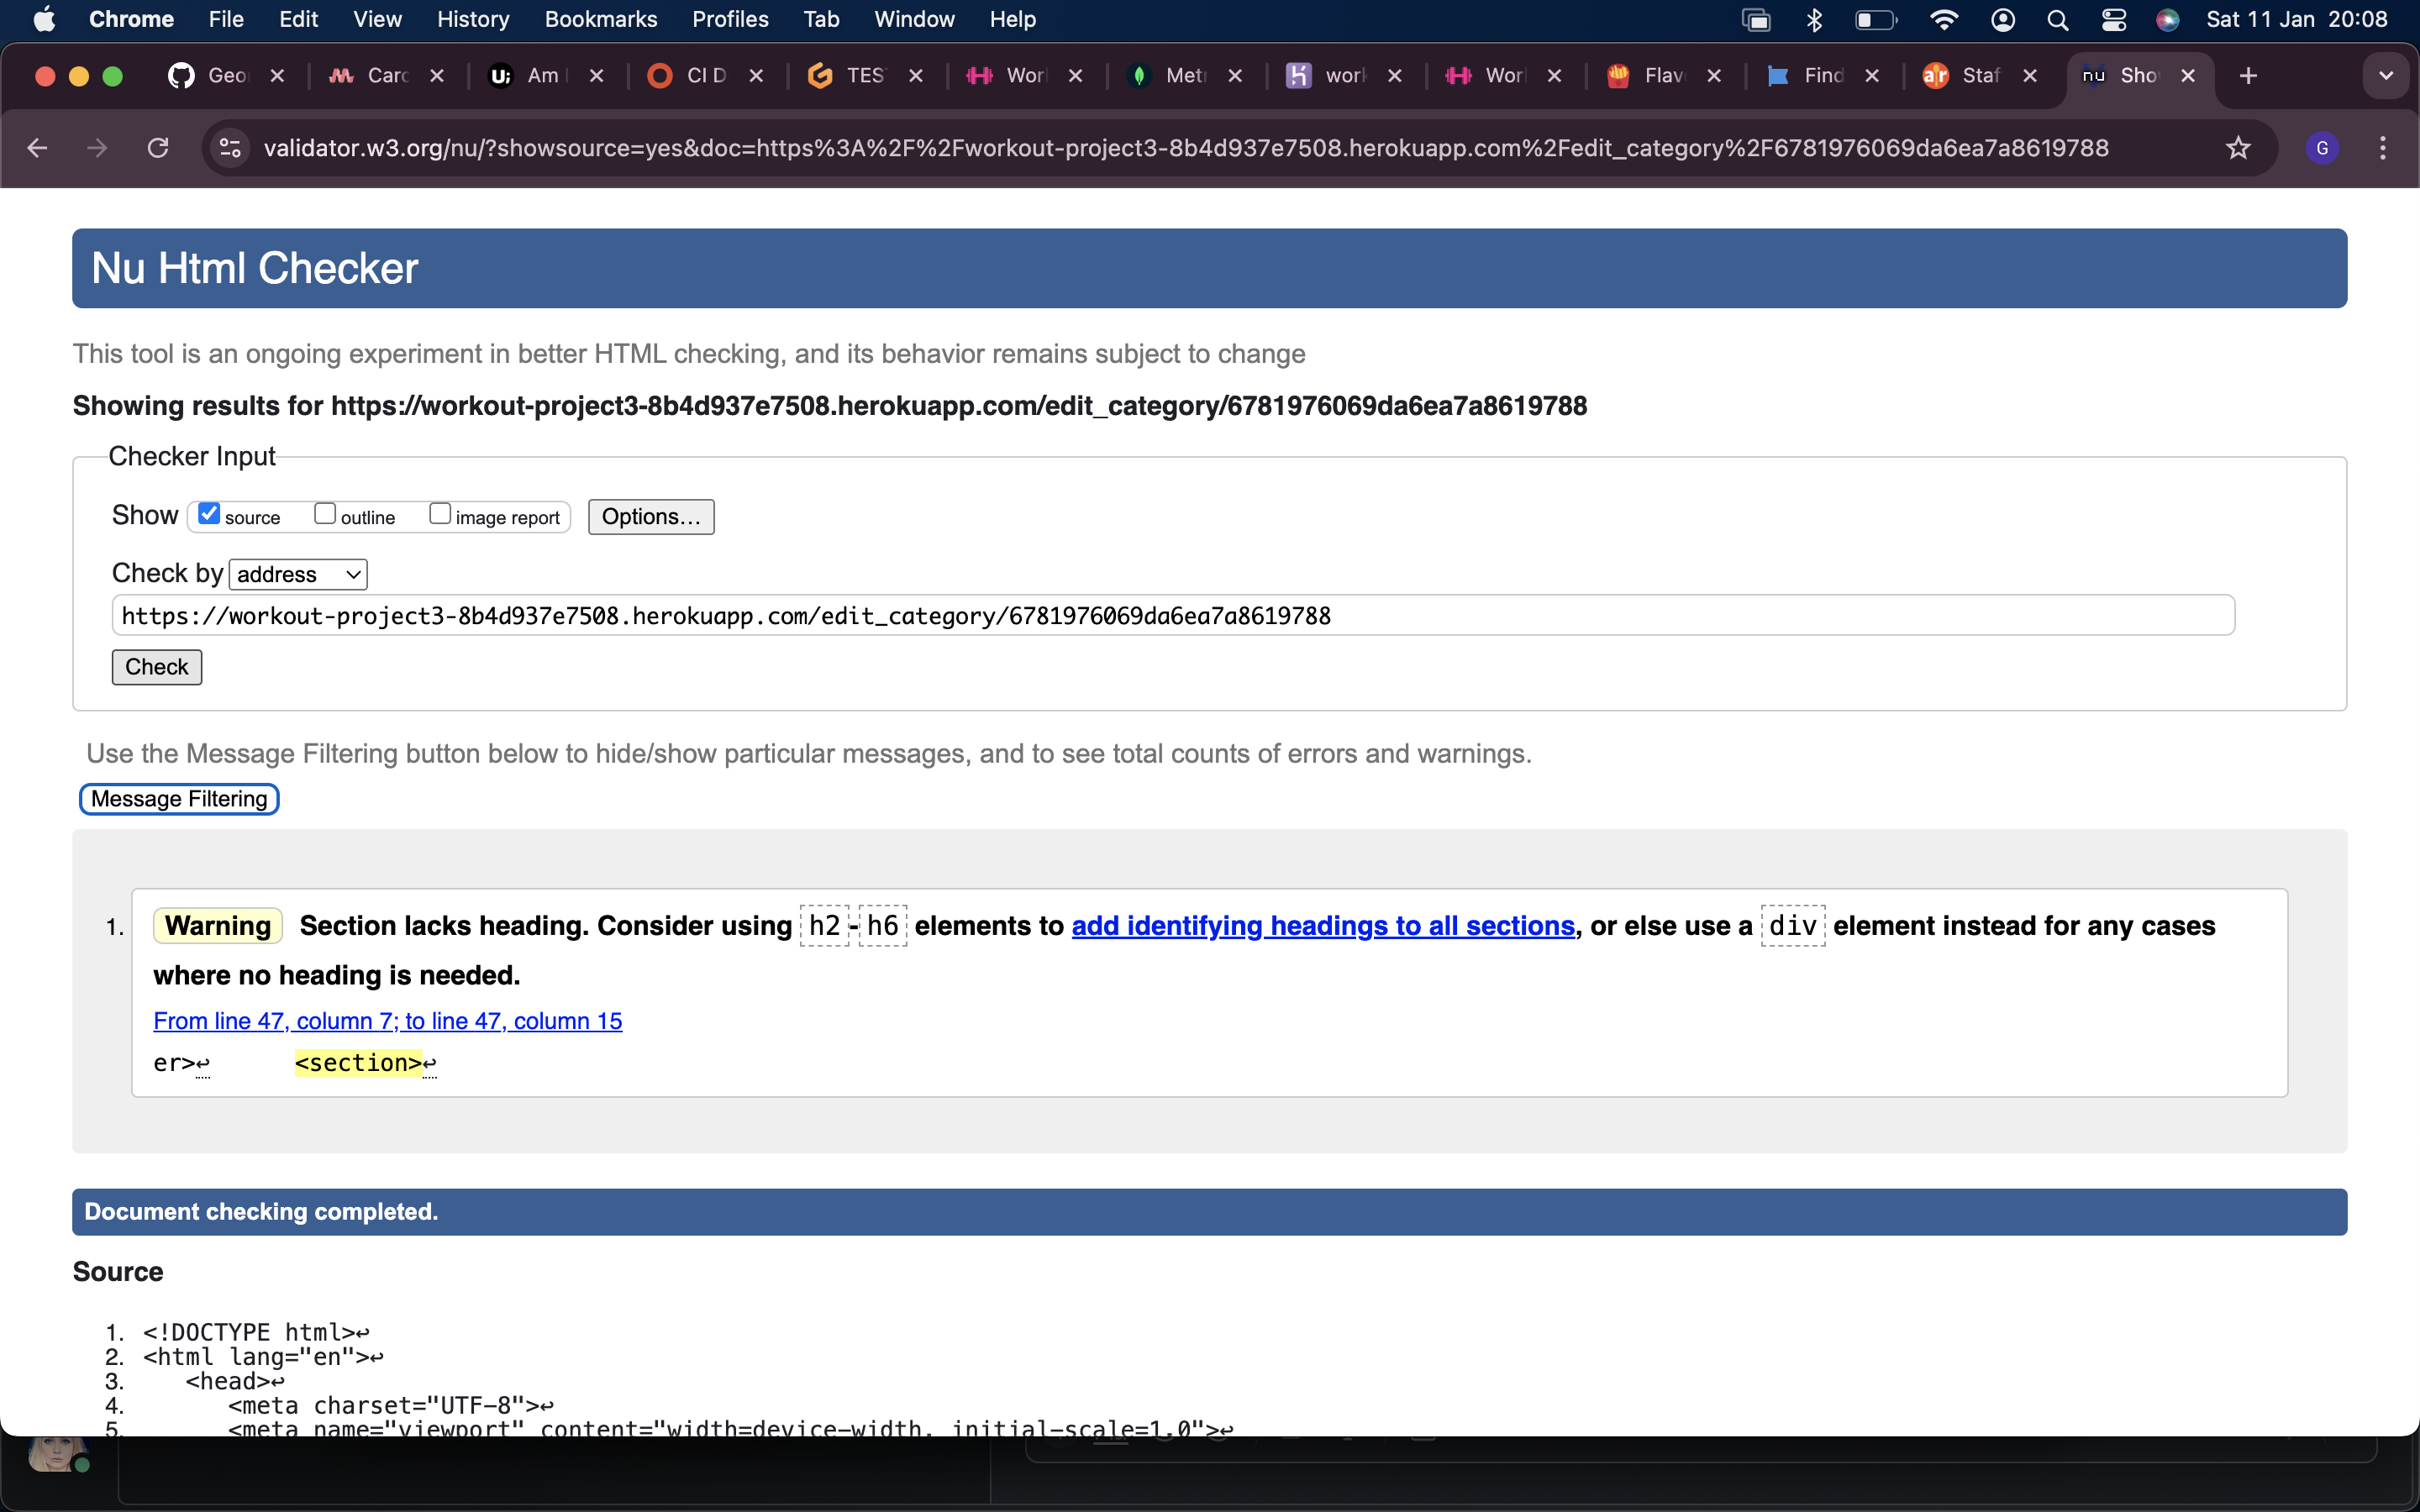 Chrome File Edit View History Bookmarks Profiles Tab Window Help Sat 11 Jan 20:08
Geo Card Am CI D TES Wor Met work Wor Flav Find Staf Sho
validator.w3.org/nu/?showsource=yes&doc=https%3A%2F%2Fworkout-project3-8b4d937e7508.herokuapp.com%2Fedit_category%2F6781976069da6ea7a8619788 G
Nu Html Checker
This tool is an ongoing experiment in better HTML checking, and its behavior remains subject to change
Showing results for https://workout-project3-8b4d937e7508.herokuapp.com/edit_category/6781976069da6ea7a8619788
Checker Input
Show source outline image report Options...
Check by address
https://workout-project3-8b4d937e7508.herokuapp.com/edit_category/6781976069da6ea7a8619788
Check
Use the Message Filtering button below to hide/show particular messages, and to see total counts of errors and warnings.
Message Filtering
1. Warning Section lacks heading. Consider using h2-h6 elements to add identifying headings to all sections, or else use a div element instead for any cases
where no heading is needed.
From line 47, column 7; to line 47, column 15
er>↩ <section>↩
Document checking completed.
Source
1. <!DOCTYPE html>↩
2. <html lang="en">↩
3. <head>↩
4. <meta charset="UTF-8">↩
5. <meta name="viewport" content="width=device-width, initial-scale=1.0">↩